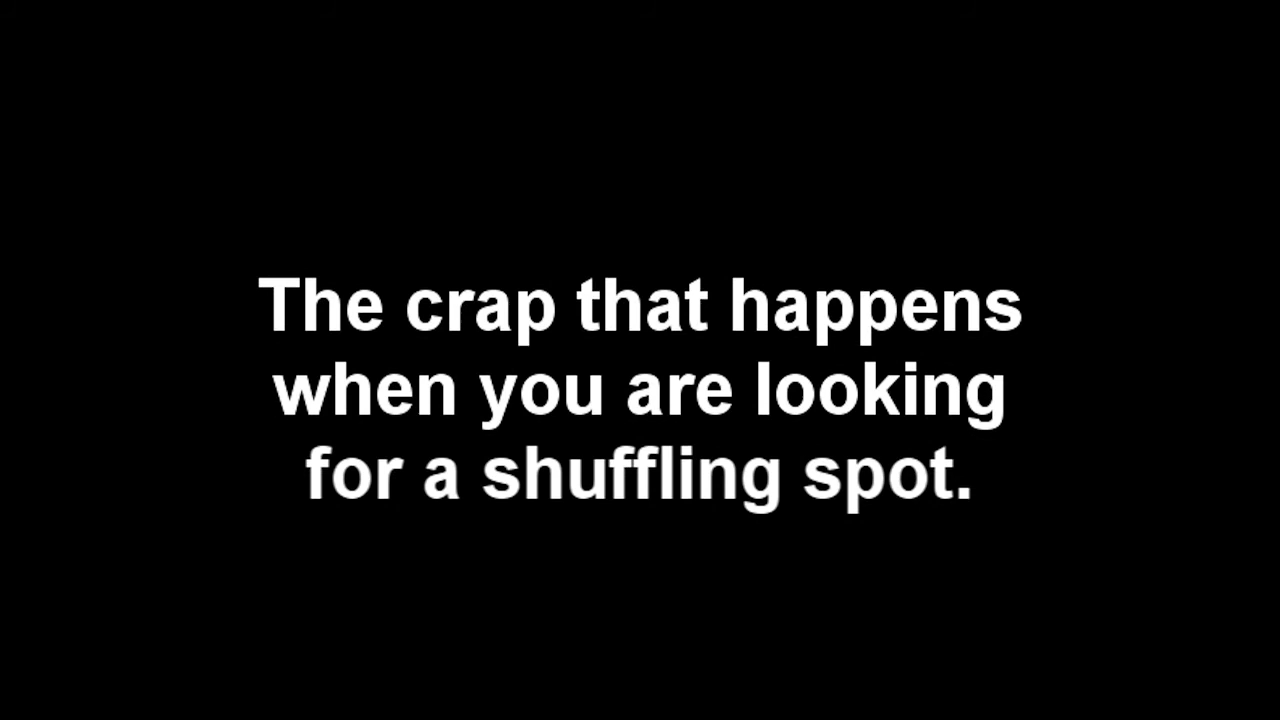 The crap that happens
when you are looking
for a shuffling spot.